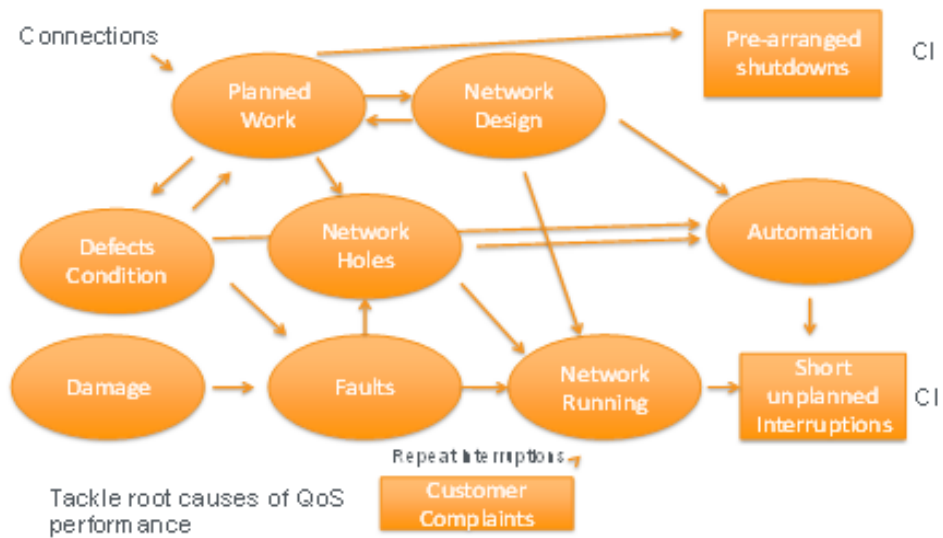 Connections
Pre-arranged
shutdowns
CI
Planned
Work
Network
Design
Defects
Condition
Network
Holes
Automation
Damage
Faults
Network
Running
Short
unplanned
Interruptions
CI
Repeat Interruptions
Customer
Complaints
Tackle root causes of QoS
performance